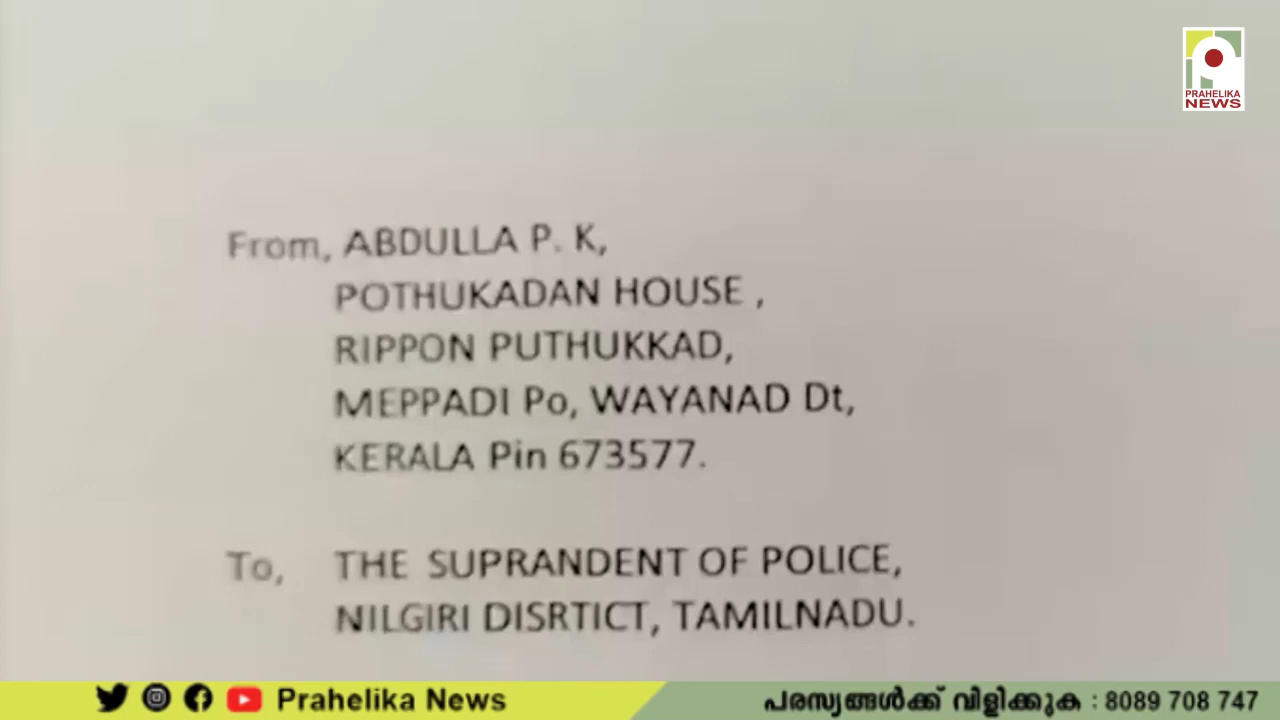 PRAHELIKA
NEWS
From, ABDULLA P. K,
POTHUKADAN HOUSE ,
RIPPON PUTHUKKAD,
MEPPADI Po, WAYANAD Dt,
KERALA Pin 673577.
To, THE SUPRANDENT OF POLICE,
NILGIRI DISRTICT, TAMILNADU.
Prahelika News
പരസ്യങ്ങൾക്ക് വിളിക്കുക : 8089 708 747